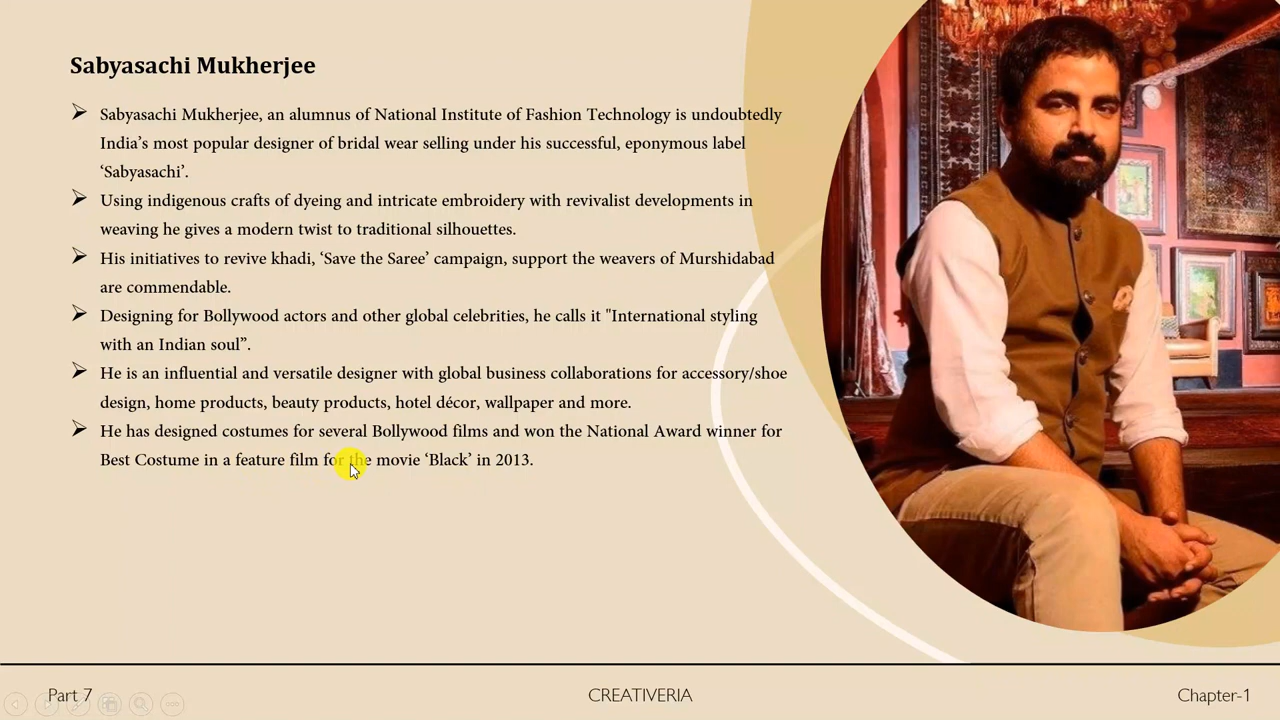 Sabyasachi Mukherjee
➢ Sabyasachi Mukherjee, an alumnus of National Institute of Fashion Technology is undoubtedly
India’s most popular designer of bridal wear selling under his successful, eponymous label
‘Sabyasachi’.
➢ Using indigenous crafts of dyeing and intricate embroidery with revivalist developments in
weaving he gives a modern twist to traditional silhouettes.
➢ His initiatives to revive khadi, ‘Save the Saree’ campaign, support the weavers of Murshidabad
are commendable.
➢ Designing for Bollywood actors and other global celebrities, he calls it "International styling
with an Indian soul”.
➢ He is an influential and versatile designer with global business collaborations for accessory/shoe
design, home products, beauty products, hotel décor, wallpaper and more.
➢ He has designed costumes for several Bollywood films and won the National Award winner for
Best Costume in a feature film for the movie ‘Black’ in 2013.
Part 7
CREATIVERIA
Chapter-1